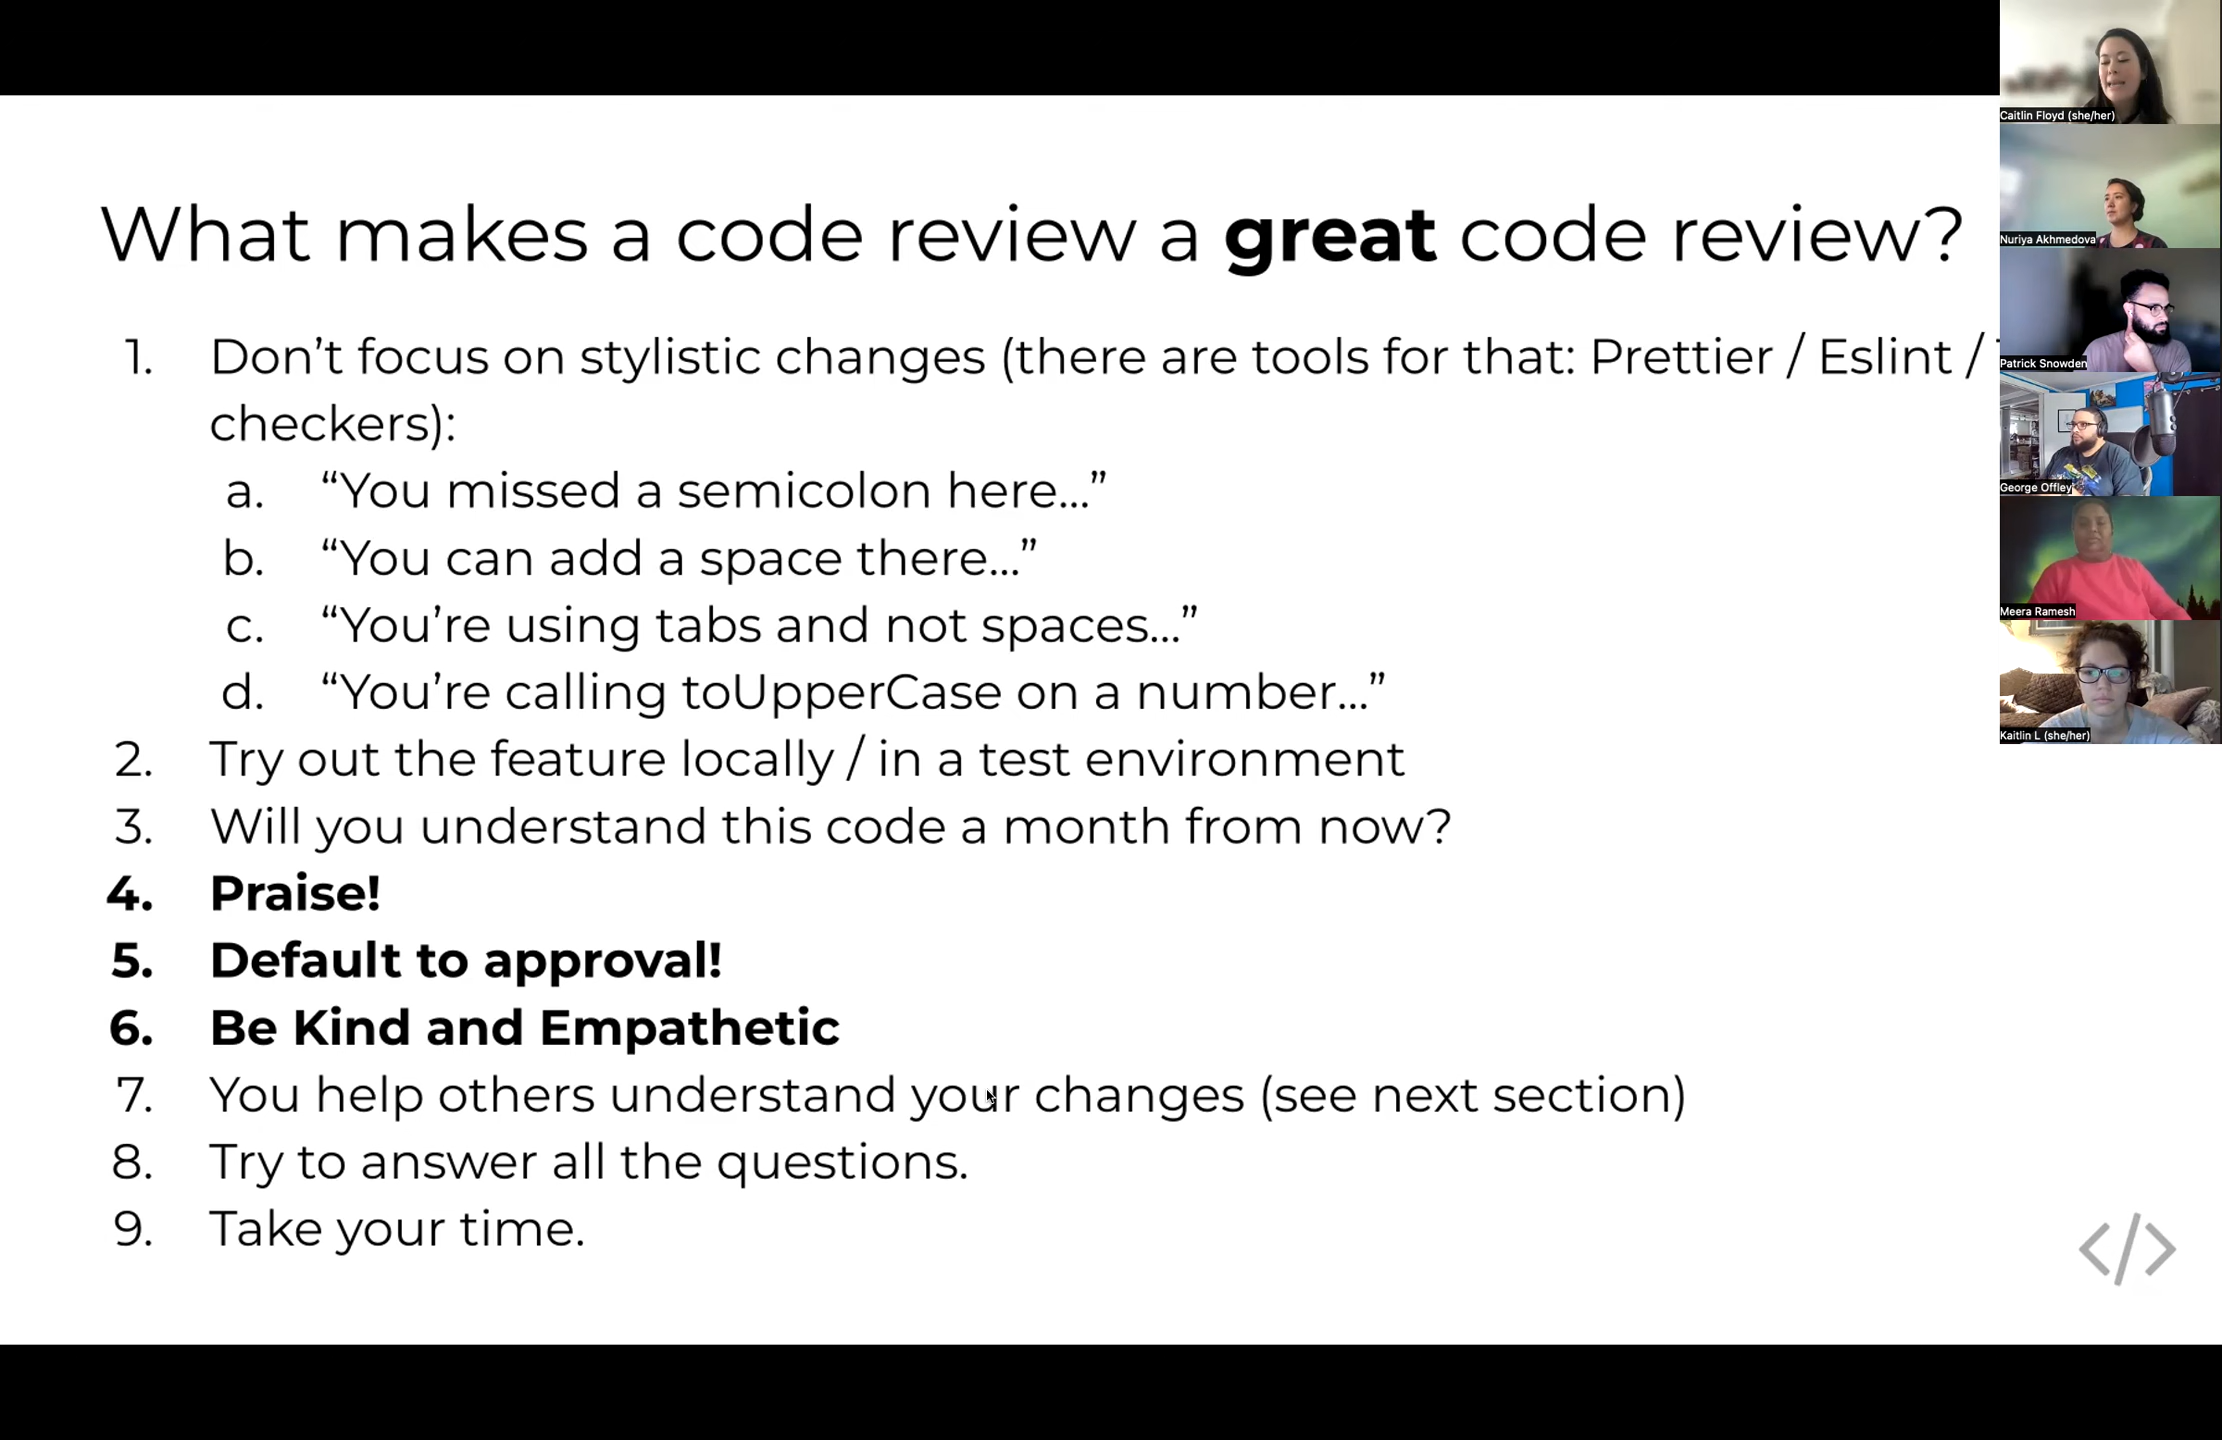 What makes a code review a great code review?
1. Don’t focus on stylistic changes (there are tools for that: Prettier / Eslint /
checkers):
a. “You missed a semicolon here...”
b. “You can add a space there...”
c. “You’re using tabs and not spaces...”
d. “You’re calling toUpperCase on a number...”
2. Try out the feature locally / in a test environment
3. Will you understand this code a month from now?
4. Praise!
5. Default to approval!
6. Be Kind and Empathetic
7. You help others understand your changes (see next section)
8. Try to answer all the questions.
9. Take your time.
</>
Caitlin Floyd (she/her)
Nuriya Akhmedova
Patrick Snowden
George Offley
Meera Ramesh
Kaitlin L (she/her)